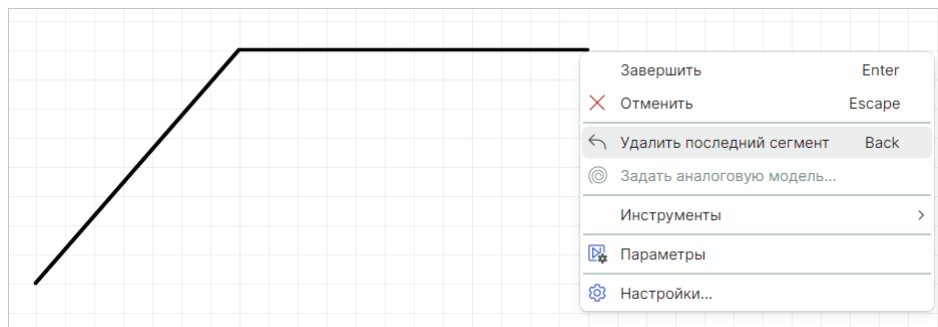 Завершить Enter
Отменить Escape
Удалить последний сегмент Back
Задать аналоговую модель...
Инструменты
Параметры
Настройки...